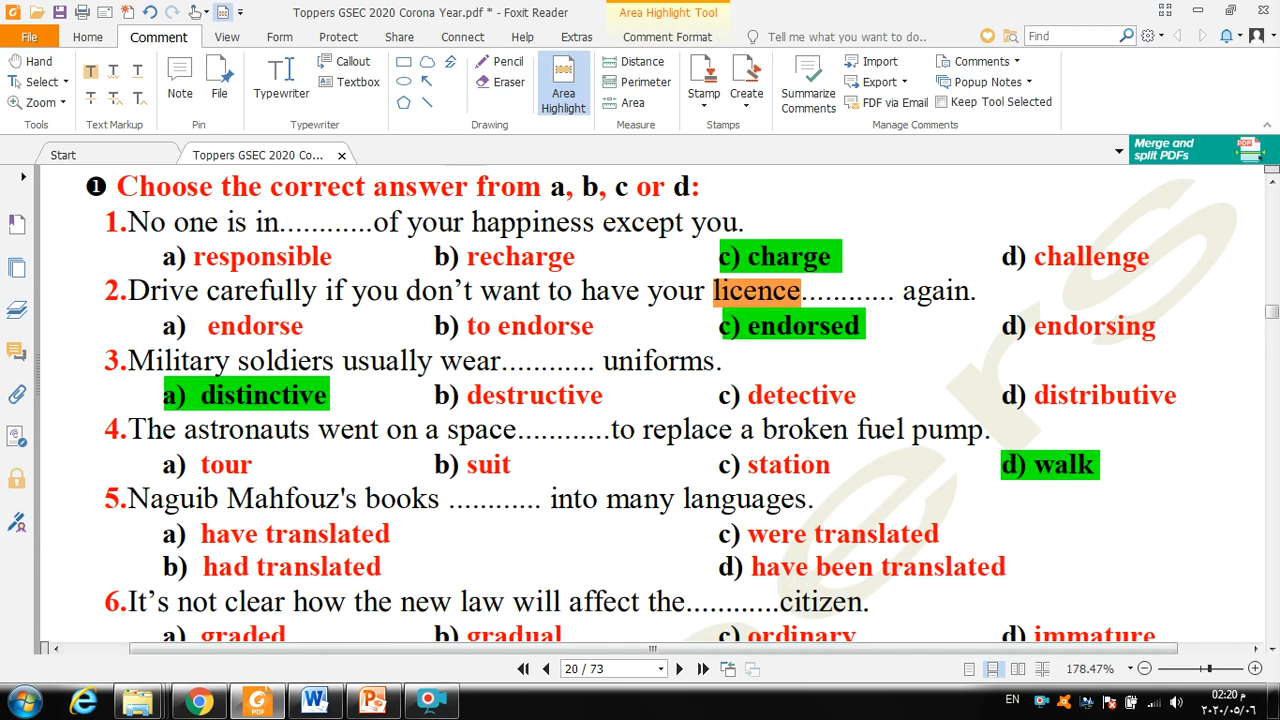 Toppers GSEC 2020 Corona Year.pdf * - Foxit Reader
Area Highlight Tool
File Home Comment View Form Protect Share Connect Help Extras Comment Format Tell me what you want to do.. Find
Hand
Select
Zoom
Tools
Text Markup
Note
File
Pin
Typewriter
Callout
Textbox
Typewriter
Pencil
Eraser
Drawing
Area Highlight
Distance
Perimeter
Area
Measure
Stamp
Create
Stamps
Summarize Comments
Import
Export
FDF via Email
Comments
Popup Notes
Keep Tool Selected
Manage Comments
Start
Toppers GSEC 2020 Co...
Merge and
split PDFs
❶ Choose the correct answer from a, b, c or d:
1.No one is in............of your happiness except you.
a) responsible b) recharge c) charge d) challenge
2.Drive carefully if you don't want to have your licence............ again.
a) endorse b) to endorse c) endorsed d) endorsing
3.Military soldiers usually wear............ uniforms.
a) distinctive b) destructive c) detective d) distributive
4.The astronauts went on a space............to replace a broken fuel pump.
a) tour b) suit c) station d) walk
5.Naguib Mahfouz's books ............ into many languages.
a) have translated c) were translated
b) had translated d) have been translated
6.It's not clear how the new law will affect the............citizen.
a) graded b) gradual c) ordinary d) immature
20 / 73
178.47%
EN
02:20 م
٢٠٢٠/٠٥/٠٦